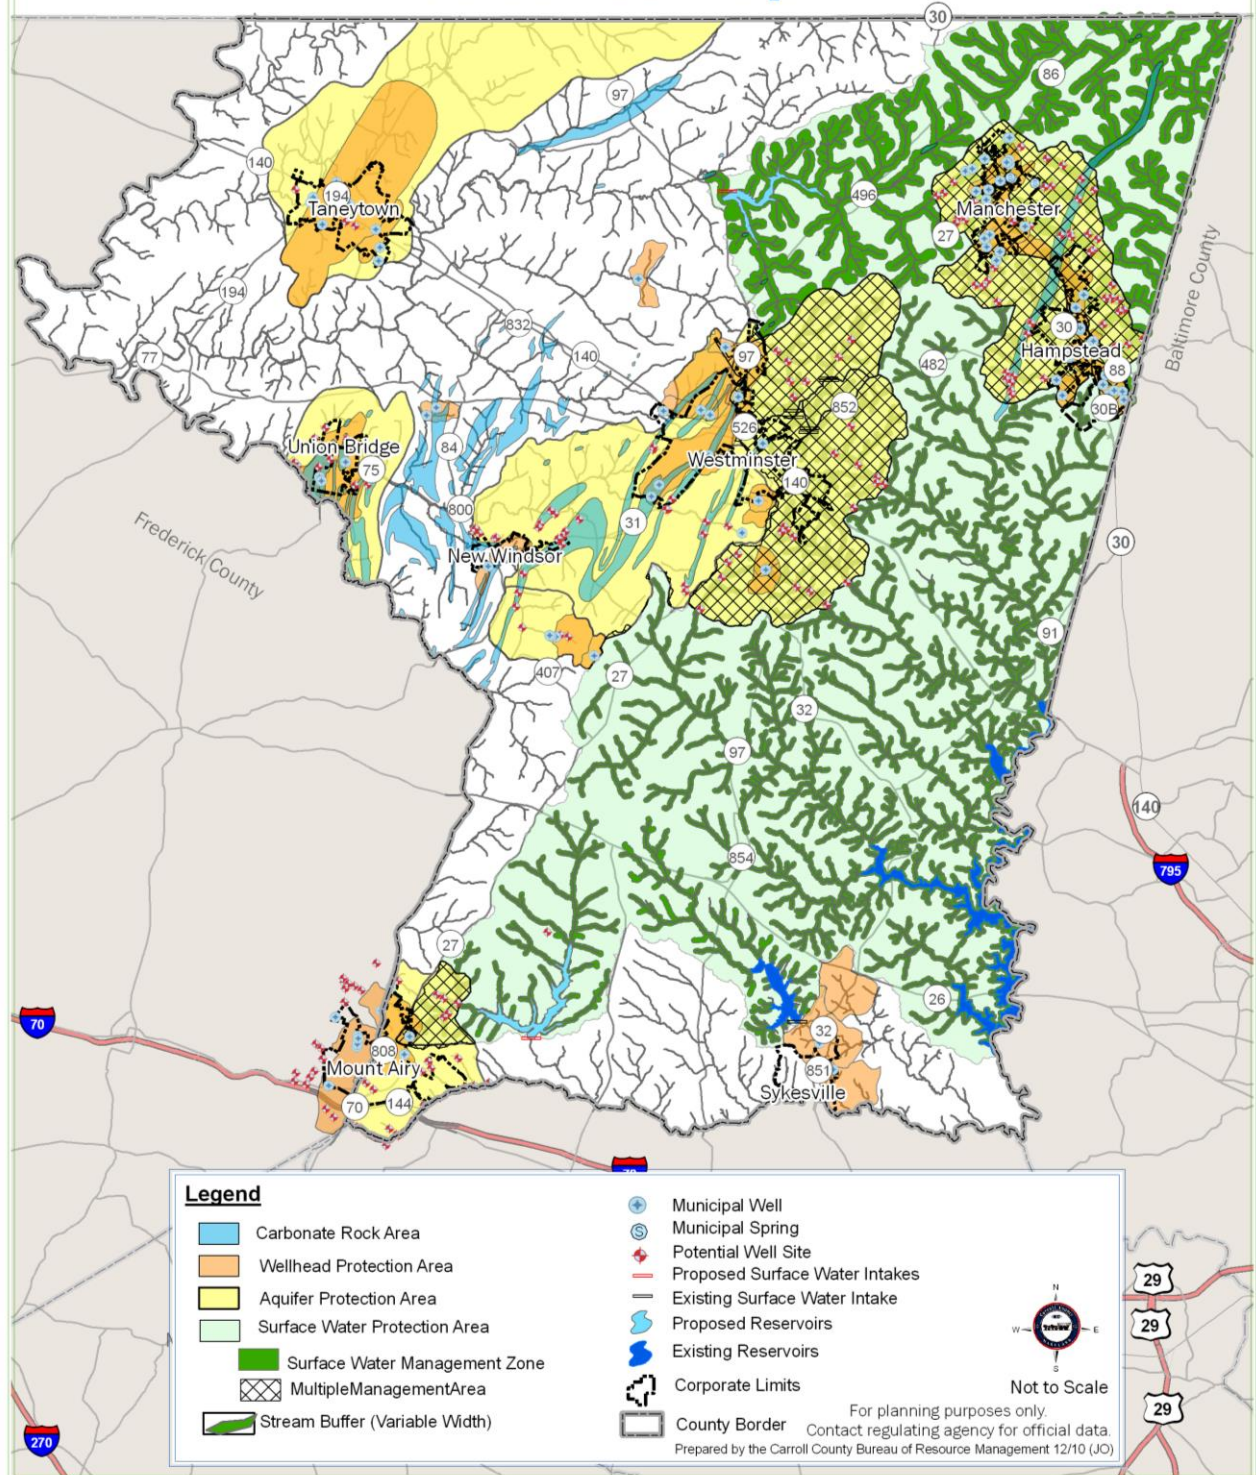 30
86
97
140
194
Taneytown
496
Manchester
27
194
832
Baltimore County
30
77
140
97
482
Hampstead
88
852
30B
Union Bridge
84
526
75
Westminster
140
800
31
Frederick County
New Windsor
30
91
407
27
32
97
140
854
795
27
26
70
32
808
Mount Airy
851
Sykesville
70
144
Legend
Carbonate Rock Area
Wellhead Protection Area
Aquifer Protection Area
Surface Water Protection Area
Surface Water Management Zone
MultipleManagementArea
Stream Buffer (Variable Width)
Municipal Well
S
Municipal Spring
Potential Well Site
Proposed Surface Water Intakes
Existing Surface Water Intake
Proposed Reservoirs
Existing Reservoirs
Corporate Limits
County Border
N
W
E
S
Not to Scale
For planning purposes only.
Contact regulating agency for official data.
Prepared by the Carroll County Bureau of Resource Management 12/10 (JO)
29
29
29
270